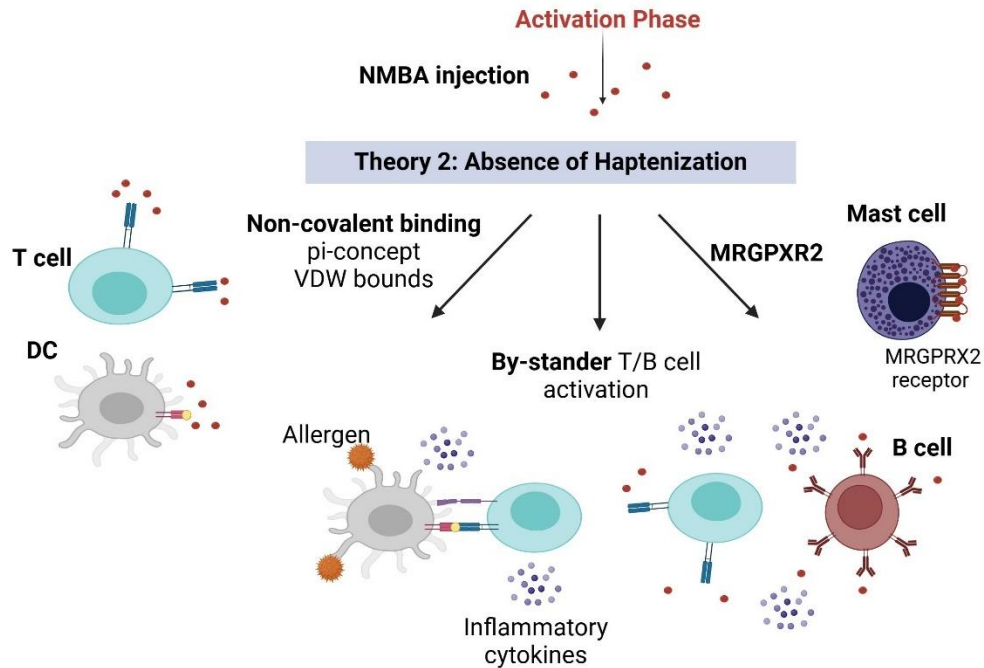 Activation Phase
NMBA injection
Theory 2: Absence of Haptenization
Non-covalent binding
pi-concept
VDW bounds
MRGPXR2
Mast cell
T cell
DC
By-stander T/B cell
activation
MRGPRX2
receptor
Allergen
B cell
Inflammatory
cytokines